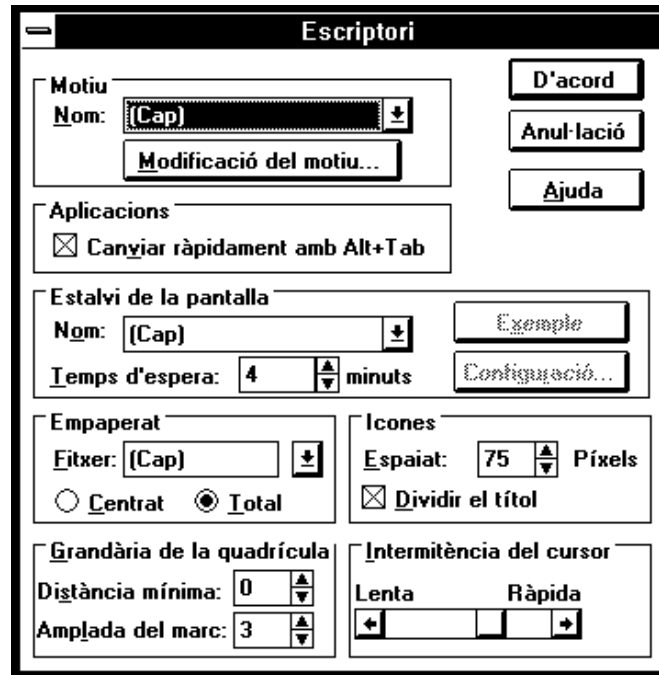 Escriptori
Motiu
Nom: (Cap)
Modificació del motiu...
D'acord
Anul·lació
Ajuda
Aplicacions
Canviar ràpidament amb Alt+Tab
Estalvi de la pantalla
Nom: (Cap)
Exemple
Temps d'espera: 4 minuts
Configuració...
Empaperat
Fitxer: (Cap)
Centrat Total
Icones
Espaiat: 75 Píxels
Dividir el títol
Grandària de la quadrícula
Distància mínima: 0
Amplada del marc: 3
Intermitència del cursor
Lenta Ràpida